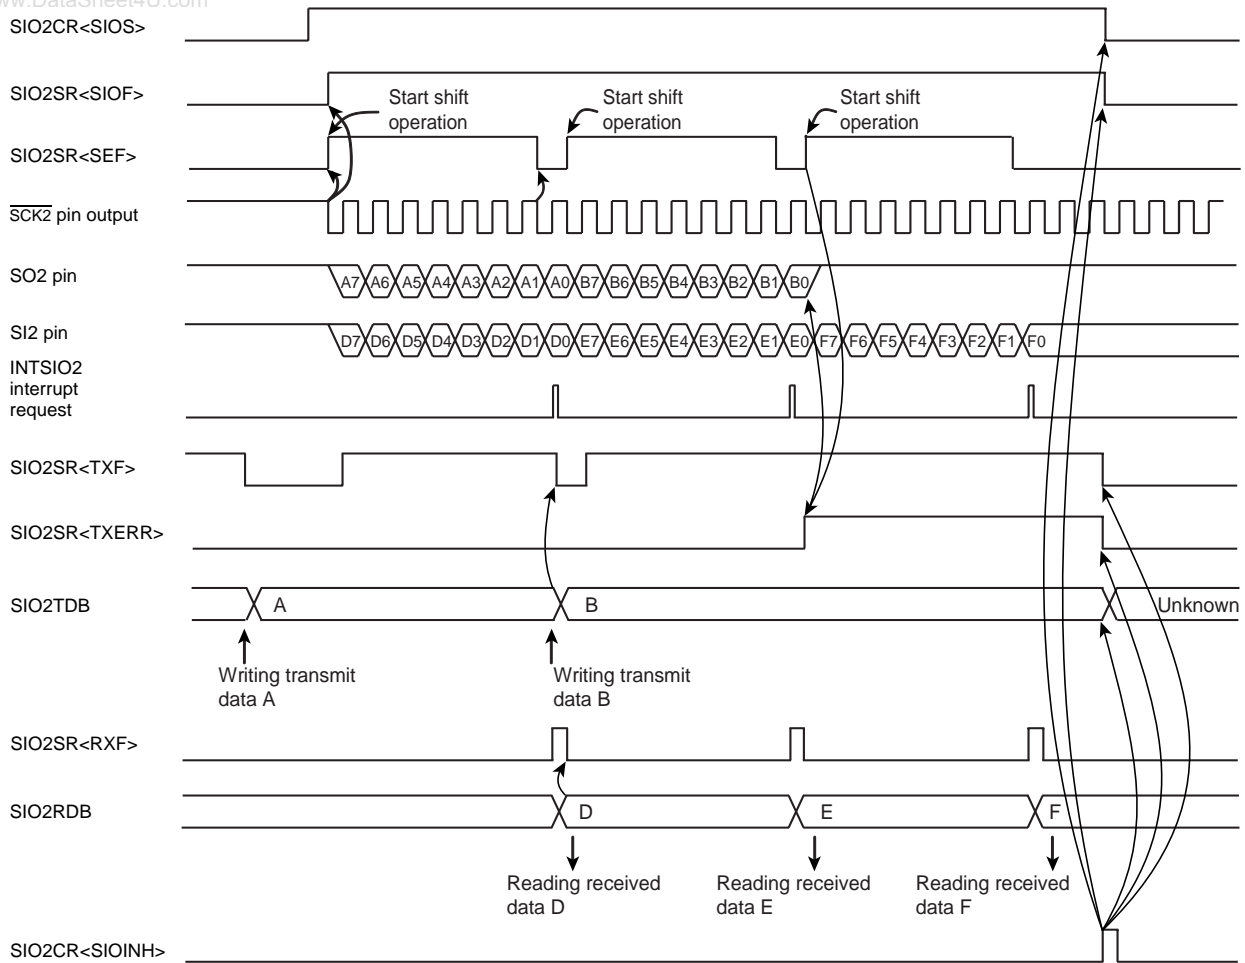 www.DataSheet4U.com
SIO2CR<SIOS>
SIO2SR<SIOF>
Start shift
operation
Start shift
operation
Start shift
operation
SIO2SR<SEF>
SCK2 pin output
SO2 pin
A7 A6 A5 A4 A3 A2 A1 A0 B7 B6 B5 B4 B3 B2 B1 B0
SI2 pin
D7 D6 D5 D4 D3 D2 D1 D0 E7 E6 E5 E4 E3 E2 E1 E0 F7 F6 F5 F4 F3 F2 F1 F0
INTSIO2
interrupt
request
SIO2SR<TXF>
SIO2SR<TXERR>
SIO2TDB
A B Unknown
Writing transmit
data A
Writing transmit
data B
SIO2SR<RXF>
SIO2RDB
D E F
Reading received
data D
Reading received
data E
Reading received
data F
SIO2CR<SIOINH>